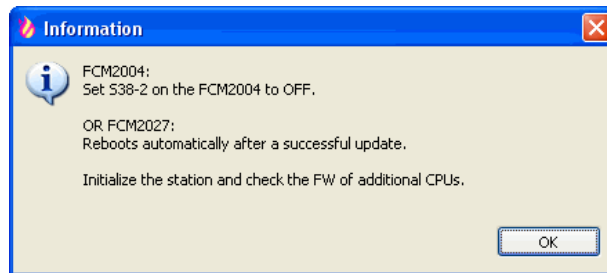 Information
FCM2004:
Set S38-2 on the FCM2004 to OFF.
OR FCM2027:
Reboots automatically after a successful update.
Initialize the station and check the FW of additional CPUs.
OK